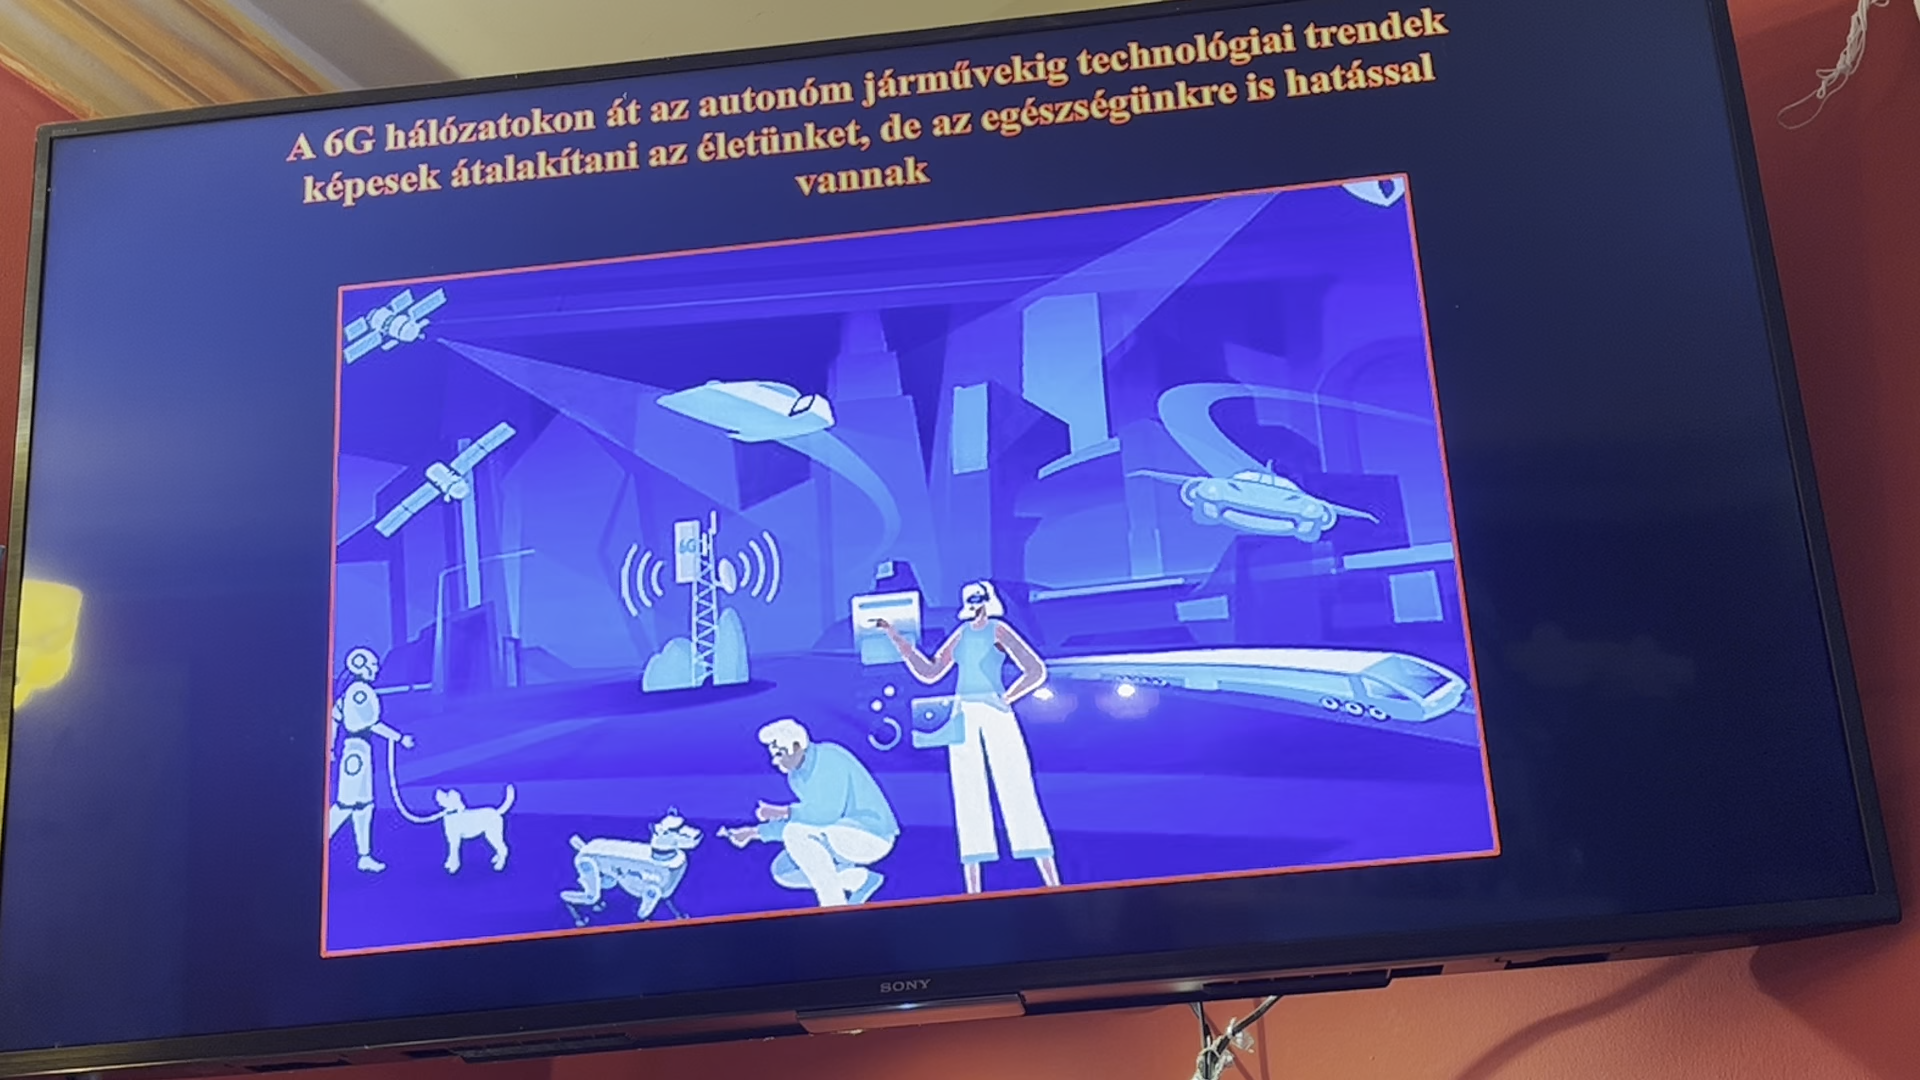 A 6G hálózatokon át az autonóm járművekig technológiai trendek
képesek átalakítani az életünket, de az egészségünkre is hatással
vannak
6G
SONY